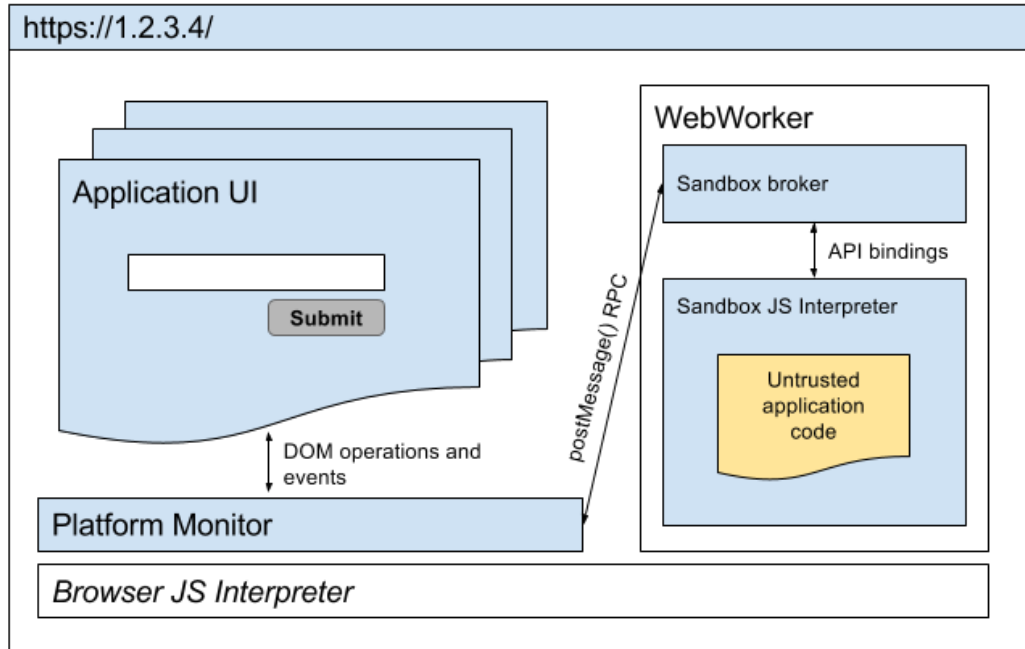 https://1.2.3.4/
Application UI
Submit
DOM operations and
events
Platform Monitor
Browser JS Interpreter
postMessage() RPC
WebWorker
Sandbox broker
API bindings
Sandbox JS Interpreter
Untrusted
application
code